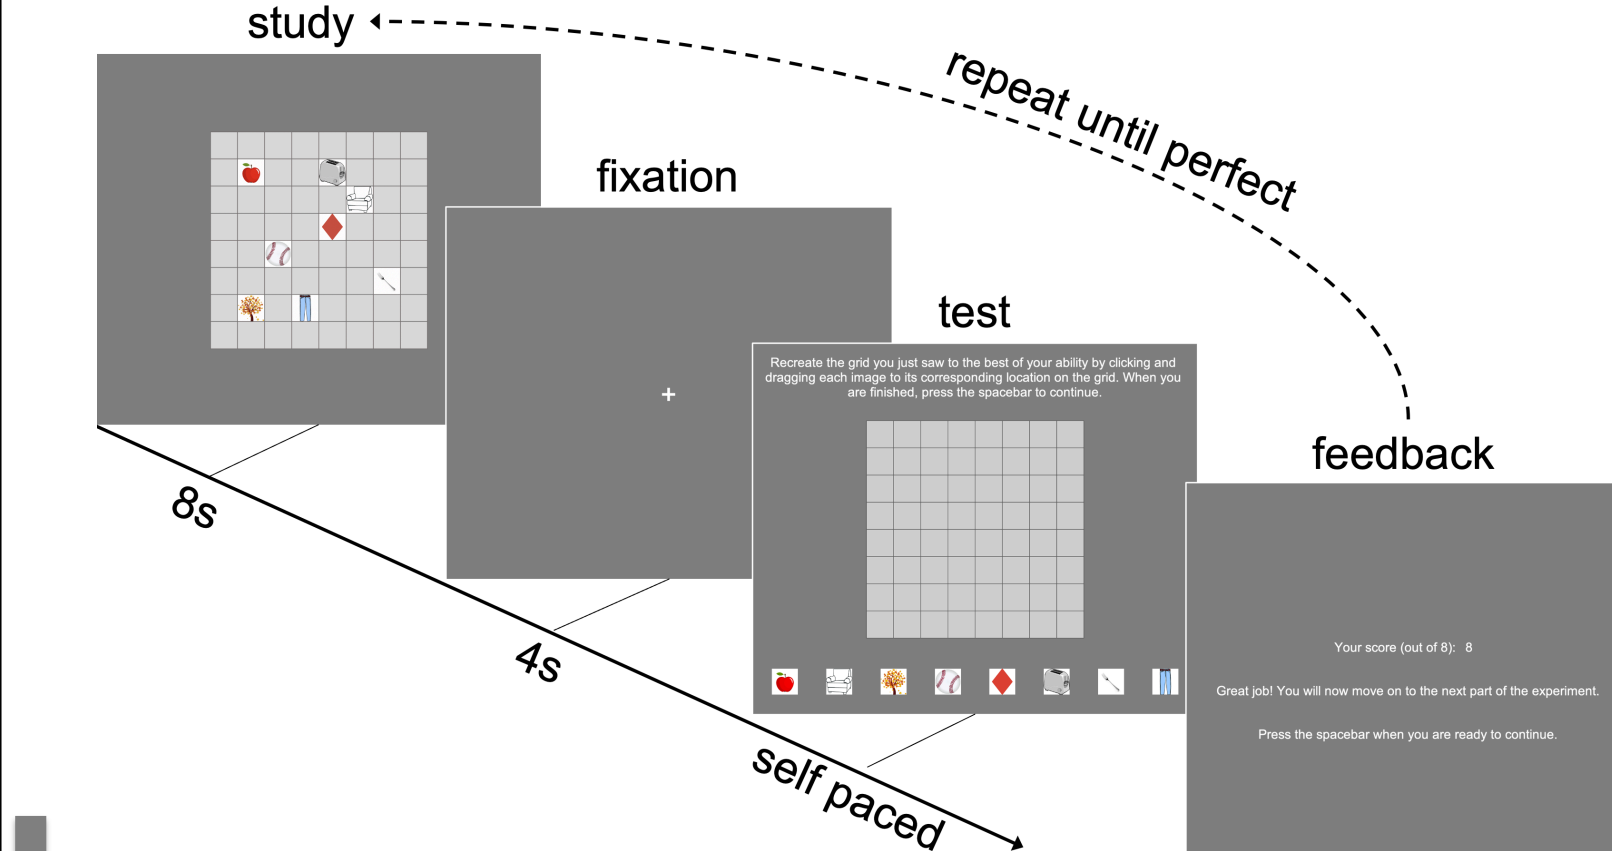 study
repeat until perfect
fixation
test
Recreate the grid you just saw to the best of your ability by clicking and
dragging each image to its corresponding location on the grid. When you
are finished, press the spacebar to continue.
feedback
+
8s
4s
self paced
Your score (out of 8): 8
Great job! You will now move on to the next part of the experiment.
Press the spacebar when you are ready to continue.